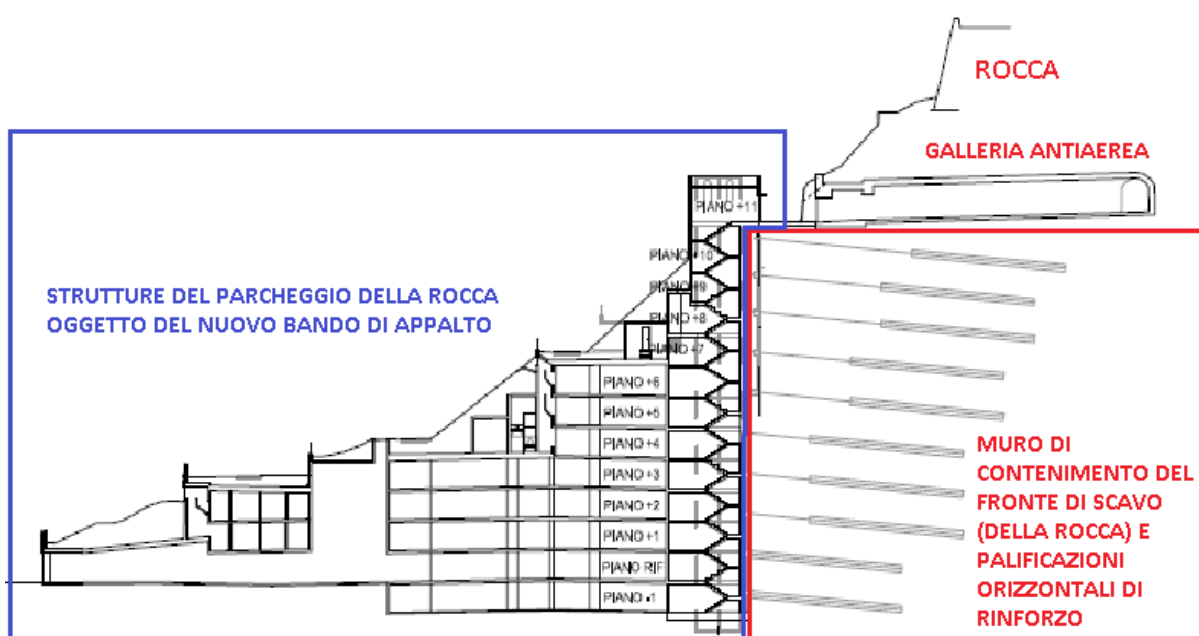 ROCCA
GALLERIA ANTIAEREA
PIANO +11
PIANO +10
PIANO +9
PIANO +8
PIANO +7
STRUTTURE DEL PARCHEGGIO DELLA ROCCA
OGGETTO DEL NUOVO BANDO DI APPALTO
PIANO +6
PIANO +5
PIANO +4
PIANO +3
PIANO +2
PIANO +1
PIANO RIF
PIANO -1
MURO DI
CONTENIMENTO DEL
FRONTE DI SCAVO
(DELLA ROCCA) E
PALIFICAZIONI
ORIZZONTALI DI
RINFORZO